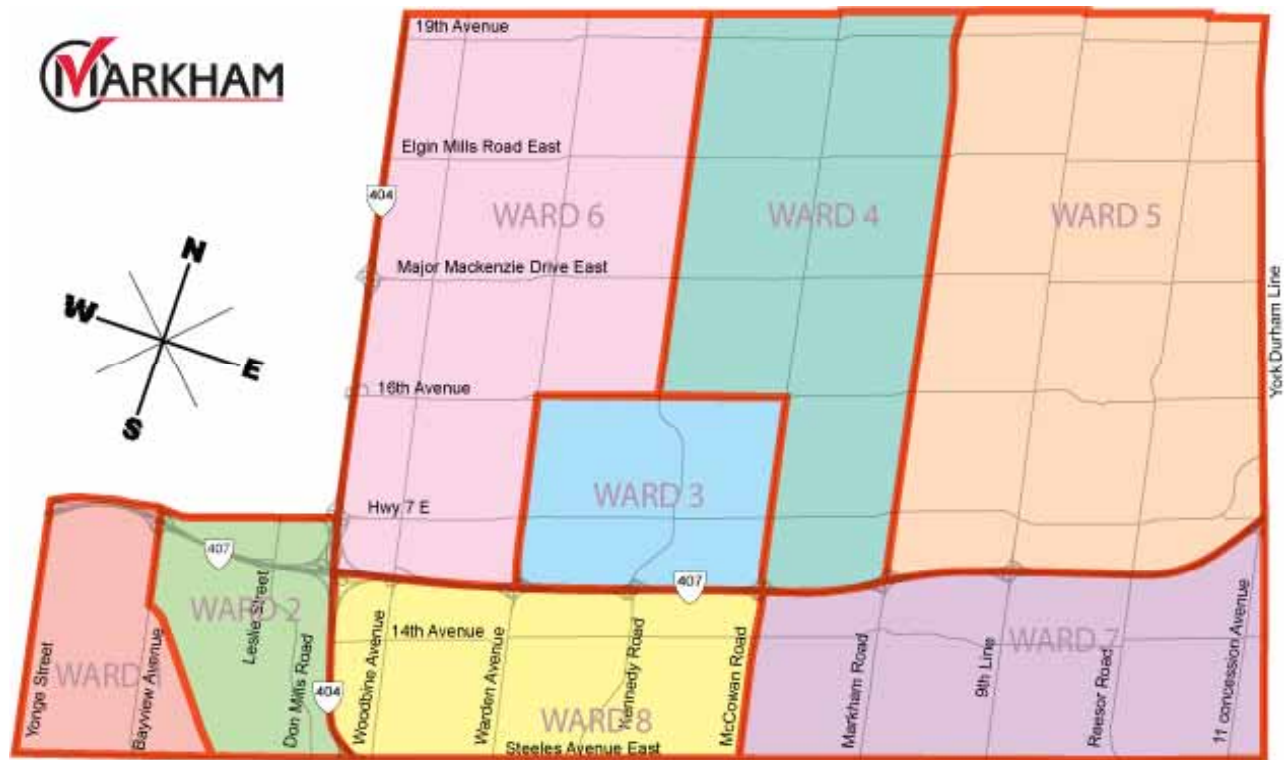 MARKHAM
19th Avenue
Elgin Mills Road East
404
WARD 6
WARD 4
WARD 5
N
W
E
S
Major Mackenzie Drive East
YorkDurham Line
16th Avenue
WARD 3
Hwy 7 E
407
407
WARD 2
Leslie Street
14th Avenue
WARD 7
WARD
Yonge Street
Bayview Avenue
Don Mills Road
404
Woodbine Avenue
Warden Avenue
WARD 8
Kennedy Road
McCowan Road
Markham Road
9th Line
Reesor Road
11 concession Avenue
Steeles Avenue East